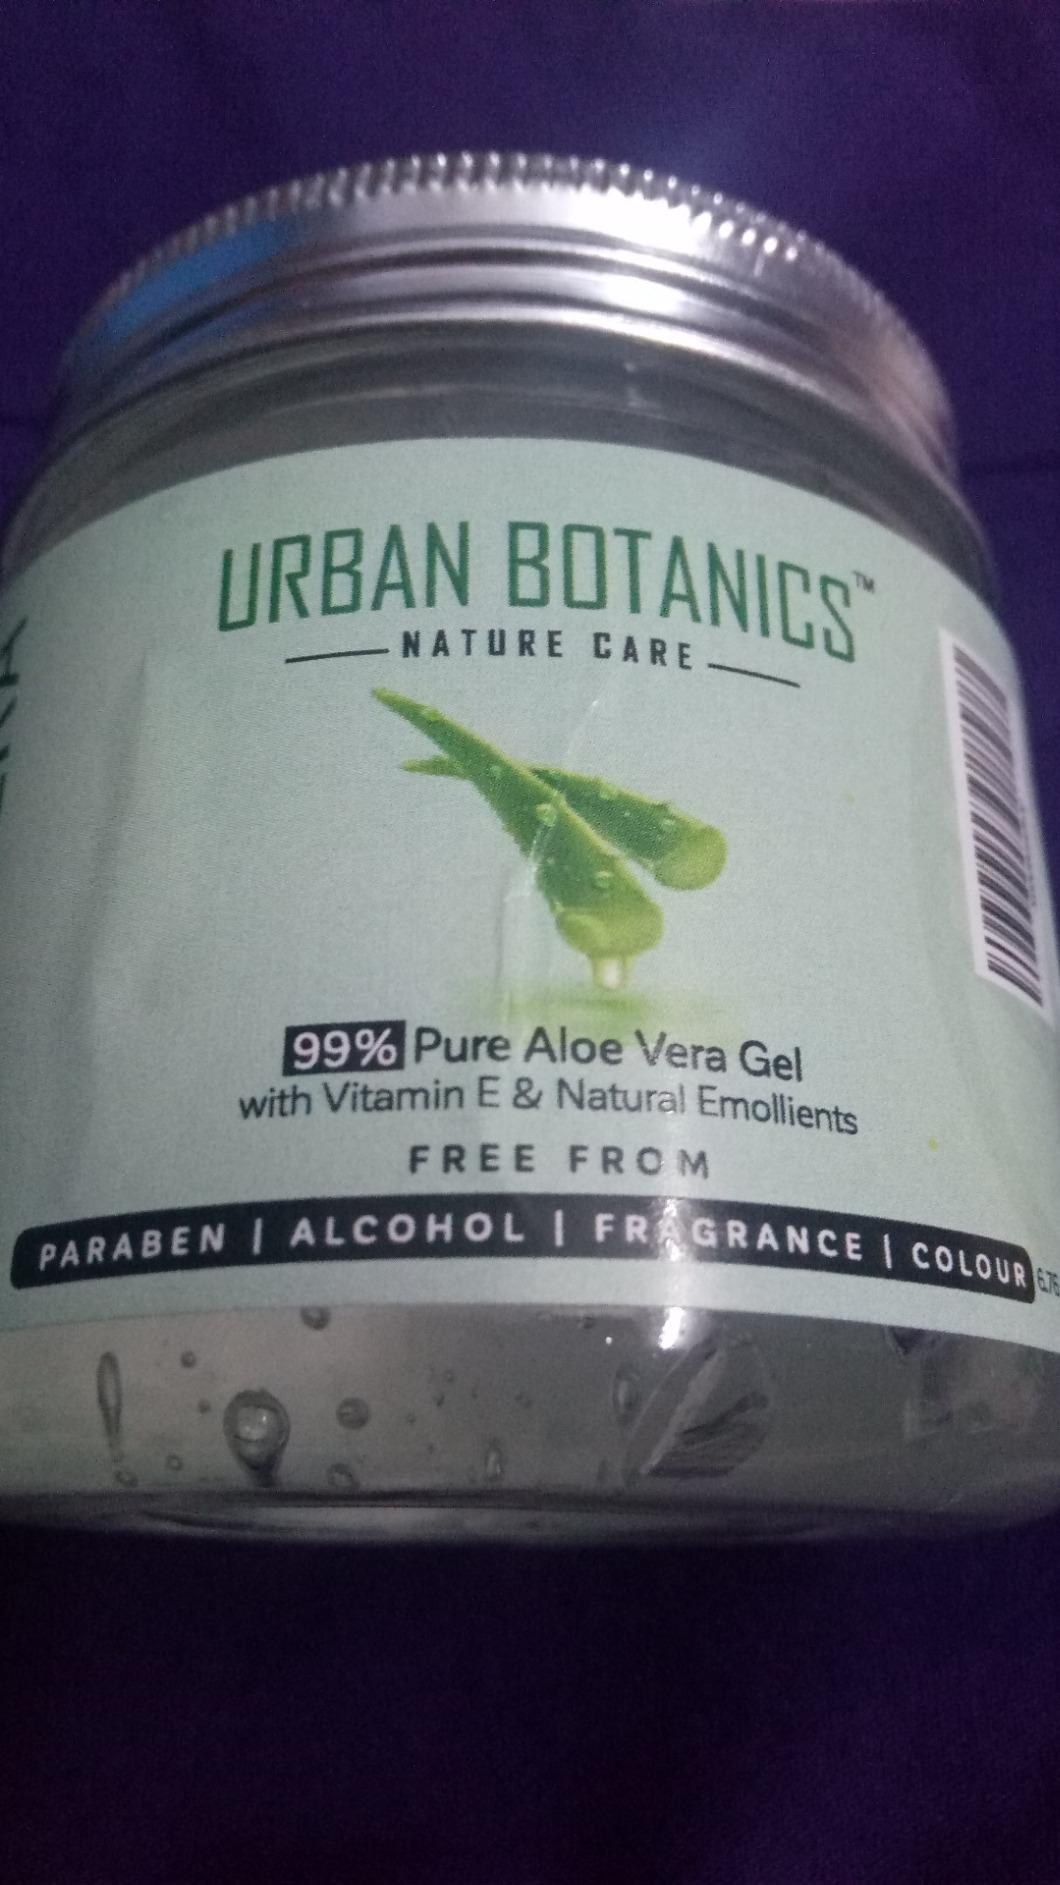 URBAN BOTANICS™
NATURE CARE
99% Pure Aloe Vera Gel
with Vitamin E & Natural Emollients
FREE FROM
PARABEN | ALCOHOL | FRAGRANCE | COLOUR